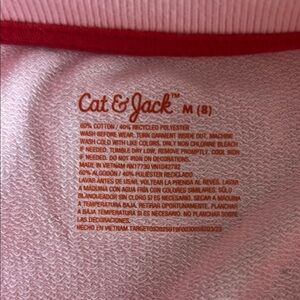 Cat & Jack™ M (8)
60% COTTON / 40% RECYCLED POLYESTER
WASH BEFORE WEAR. TURN GARMENT INSIDE OUT, MACHINE
WASH COLD WITH LIKE COLORS. ONLY NON CHLORINE BLEACH
IF NEEDED. TUMBLE DRY LOW. REMOVE PROMPTLY. COOL IRON
IF NEEDED. DO NOT IRON ON DECORATIONS.
MADE IN VIETNAM RN17730 VN1042792
60% ALGODÓN / 40% POLIÉSTER RECICLADO
LAVAR ANTES DE USAR. VOLTEAR LA PRENDA AL REVÉS. LAVAR
A MÁQUINA CON AGUA FRÍA CON COLORES SIMILARES. SÓLO
BLANQUEADOR SIN CLORO SI ES NECESARIO. SECAR A MÁQUINA
A TEMPERATURA BAJA. RETIRAR OPORTUNAMENTE. PLANCHAR
A BAJA TEMPERATURA SI ES NECESARIO. NO PLANCHAR SOBRE
LAS DECORACIONES.
HECHO EN VIETNAM